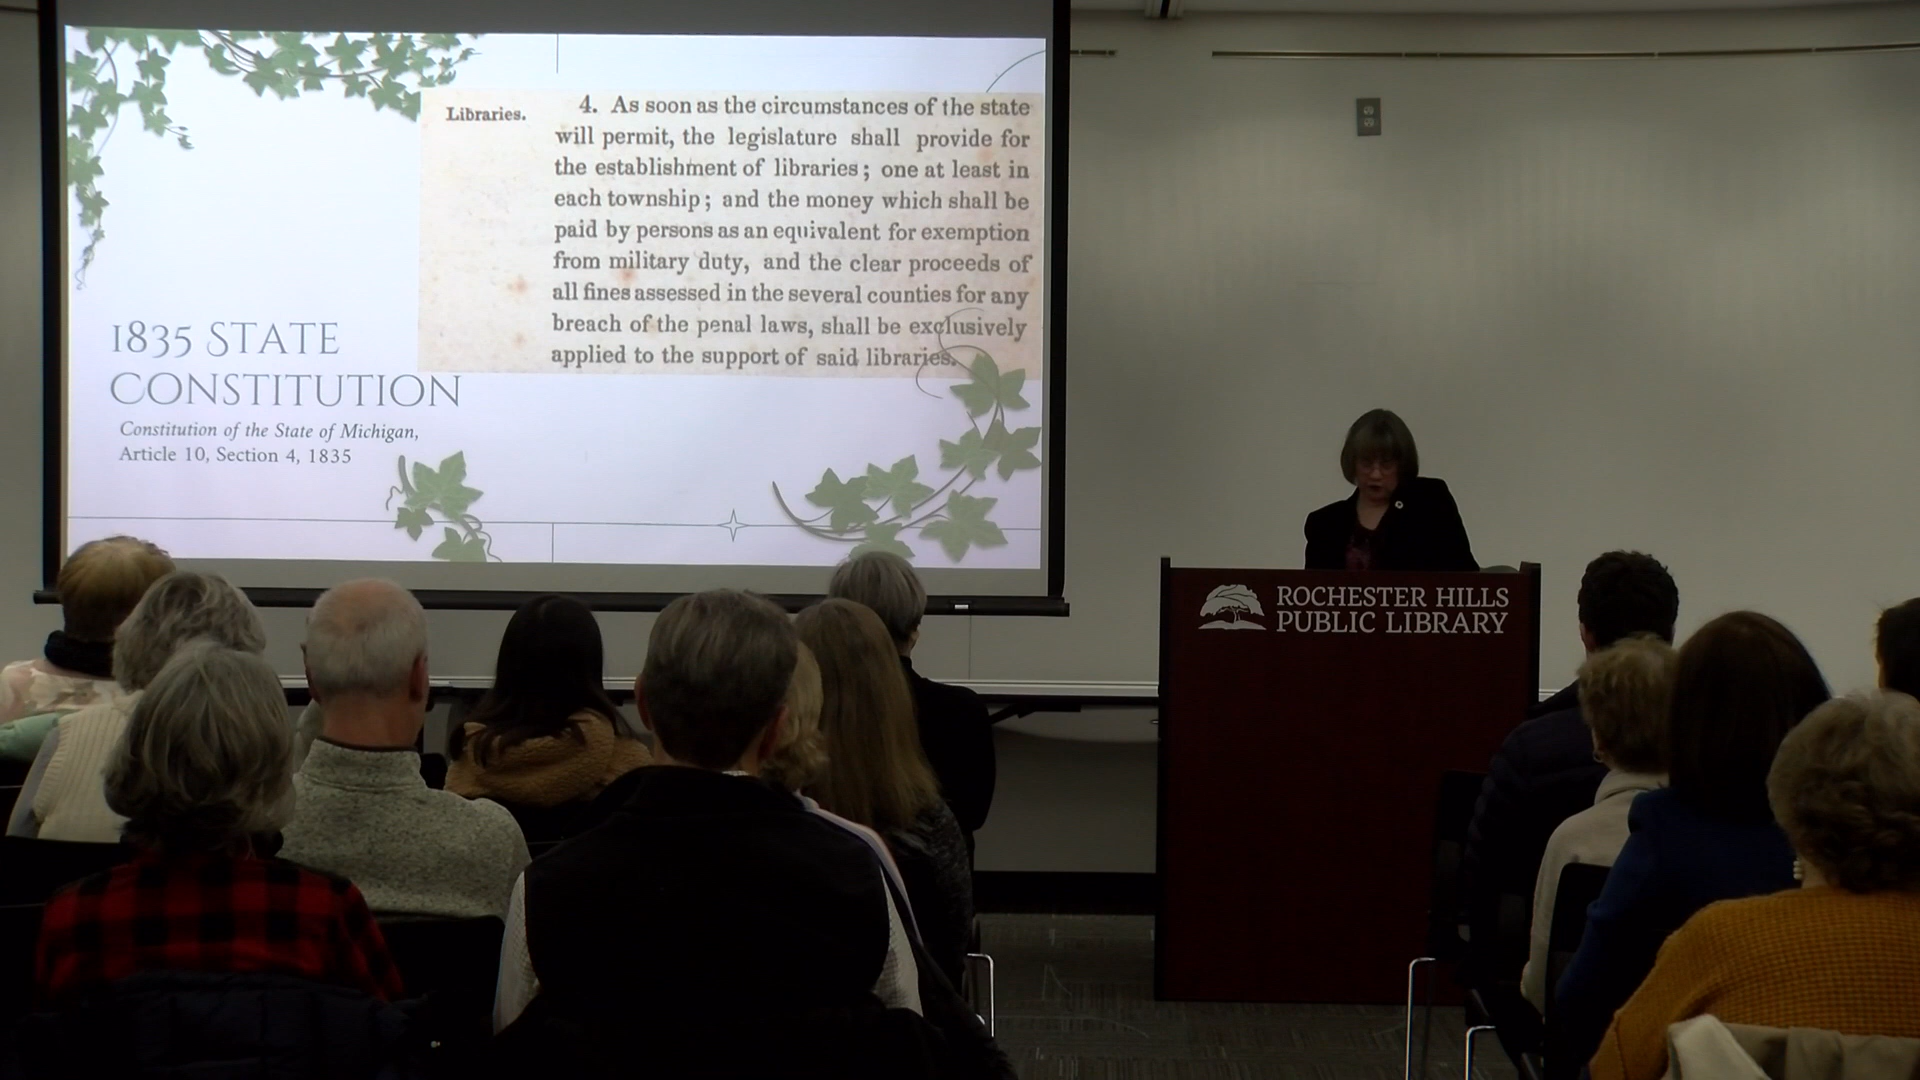 Libraries.
4. As soon as the circumstances of the state
will permit, the legislature shall provide for
the establishment of libraries; one at least in
each township; and the money which shall be
paid by persons as an equivalent for exemption
from military duty, and the clear proceeds of
all fines assessed in the several counties for any
breach of the penal laws, shall be exclusively
applied to the support of said libraries.
1835 STATE
CONSTITUTION
Constitution of the State of Michigan,
Article 10, Section 4, 1835
ROCHESTER HILLS
PUBLIC LIBRARY